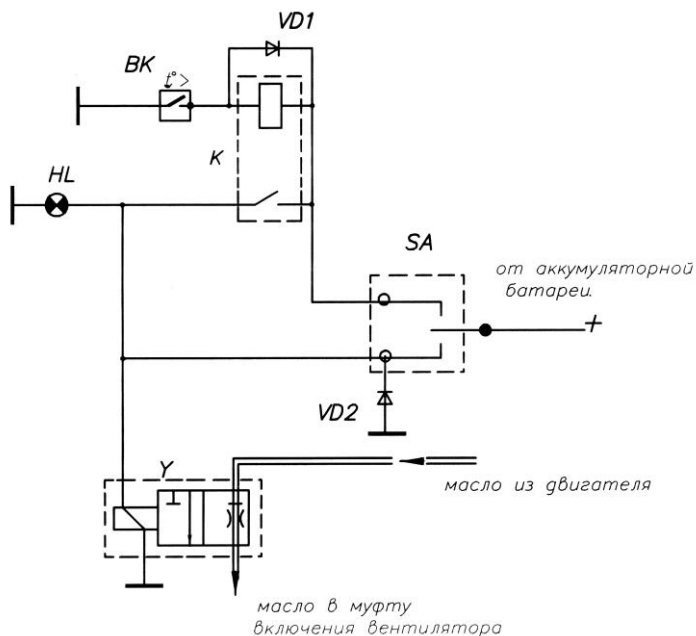 VD1
BK
t°>
K
HL
SA
от аккумуляторной
батареи.
+
VD2
Y
масло из двигателя
масло в муфту
включения вентилятора